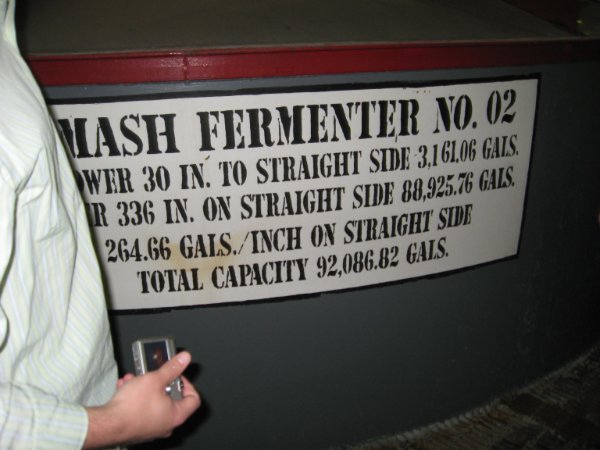 MASH FERMENTER NO. 02
WER 30 IN. TO STRAIGHT SIDE 3,161.06 GALS.
R 336 IN. ON STRAIGHT SIDE 88,925.76 GALS.
264.66 GALS./INCH ON STRAIGHT SIDE
TOTAL CAPACITY 92,086.82 GALS.